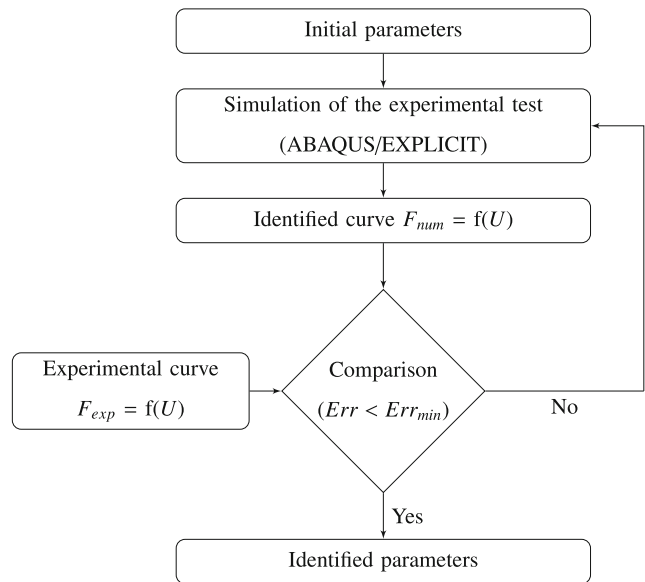 Initial parameters
Simulation of the experimental test
(ABAQUS/EXPLICIT)
Identified curve F_num = f(U)
Experimental curve
F_exp = f(U)
Comparison
(Err < Err_min)
No
Yes
Identified parameters